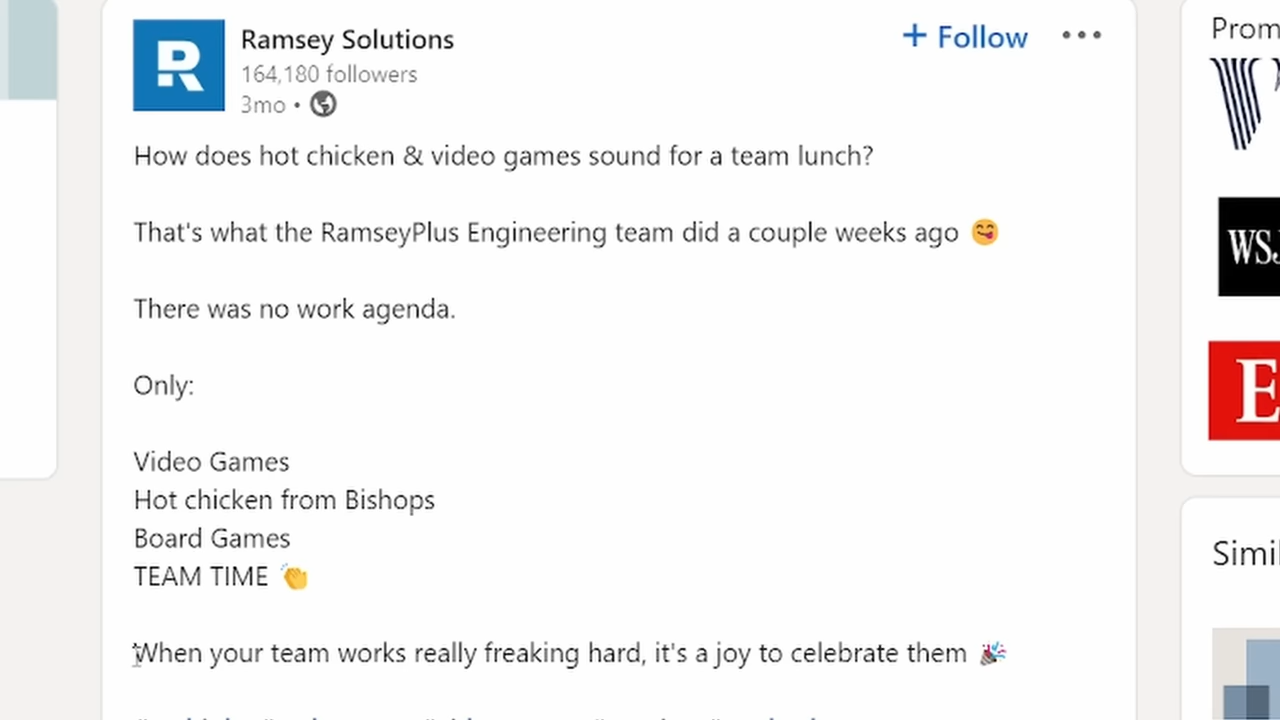 Ramsey Solutions
+ Follow
•••
164,180 followers
3mo •
How does hot chicken & video games sound for a team lunch?
That's what the RamseyPlus Engineering team did a couple weeks ago 😋
There was no work agenda.
Only:
Video Games
Hot chicken from Bishops
Board Games
TEAM TIME 👏
When your team works really freaking hard, it's a joy to celebrate them 🎉
Prom
WSJ
E
Simil